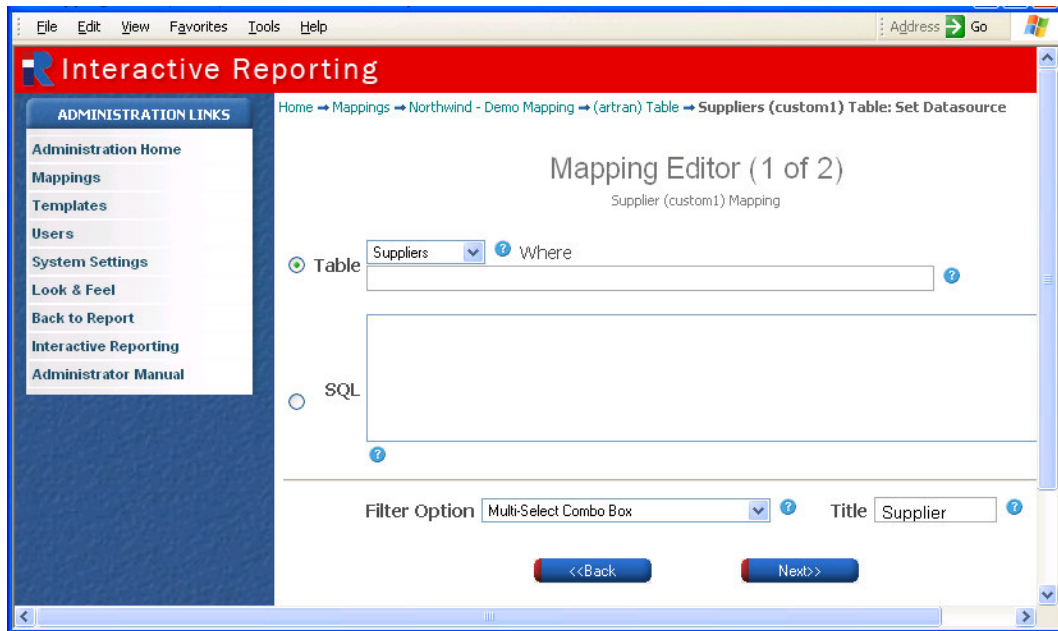 File Edit View Favorites Tools Help Address Go
Interactive Reporting
ADMINISTRATION LINKS
Administration Home
Mappings
Templates
Users
System Settings
Look & Feel
Back to Report
Interactive Reporting
Administrator Manual
Home → Mappings → Northwind - Demo Mapping → (artran) Table → Suppliers (custom1) Table: Set Datasource
Mapping Editor (1 of 2)
Supplier (custom1) Mapping
Table Suppliers ? Where
?
SQL
?
Filter Option Multi-Select Combo Box ? Title Supplier ?
<<Back Next>>